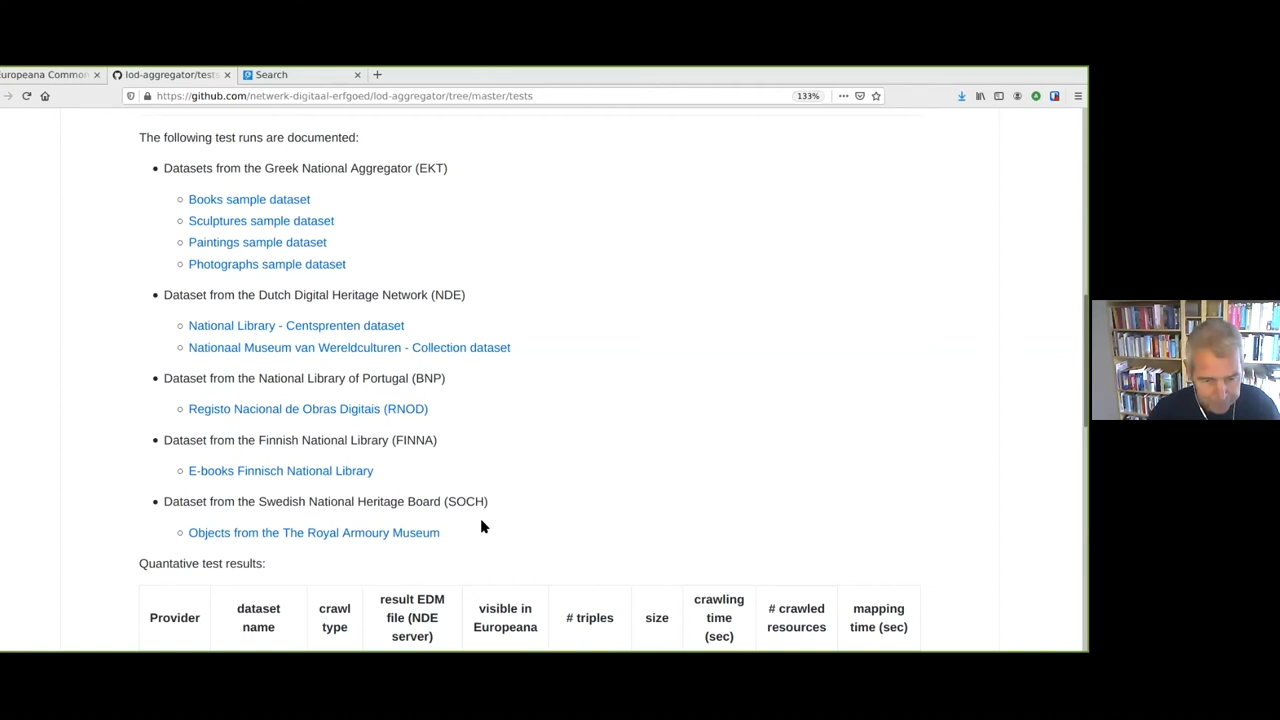 Europeana Common
lod-aggregator/tests
Search
https://github.com/netwerk-digitaal-erfgoed/lod-aggregator/tree/master/tests
133%
The following test runs are documented:
Datasets from the Greek National Aggregator (EKT)
Books sample dataset
Sculptures sample dataset
Paintings sample dataset
Photographs sample dataset
Dataset from the Dutch Digital Heritage Network (NDE)
National Library - Centsprenten dataset
Nationaal Museum van Wereldculturen - Collection dataset
Dataset from the National Library of Portugal (BNP)
Registo Nacional de Obras Digitais (RNOD)
Dataset from the Finnish National Library (FINNA)
E-books Finnisch National Library
Dataset from the Swedish National Heritage Board (SOCH)
Objects from the The Royal Armoury Museum
Quantative test results:
Provider
dataset
name
crawl
type
result EDM
file (NDE
server)
visible in
Europeana
# triples
size
crawling
time
(sec)
# crawled
resources
mapping
time (sec)